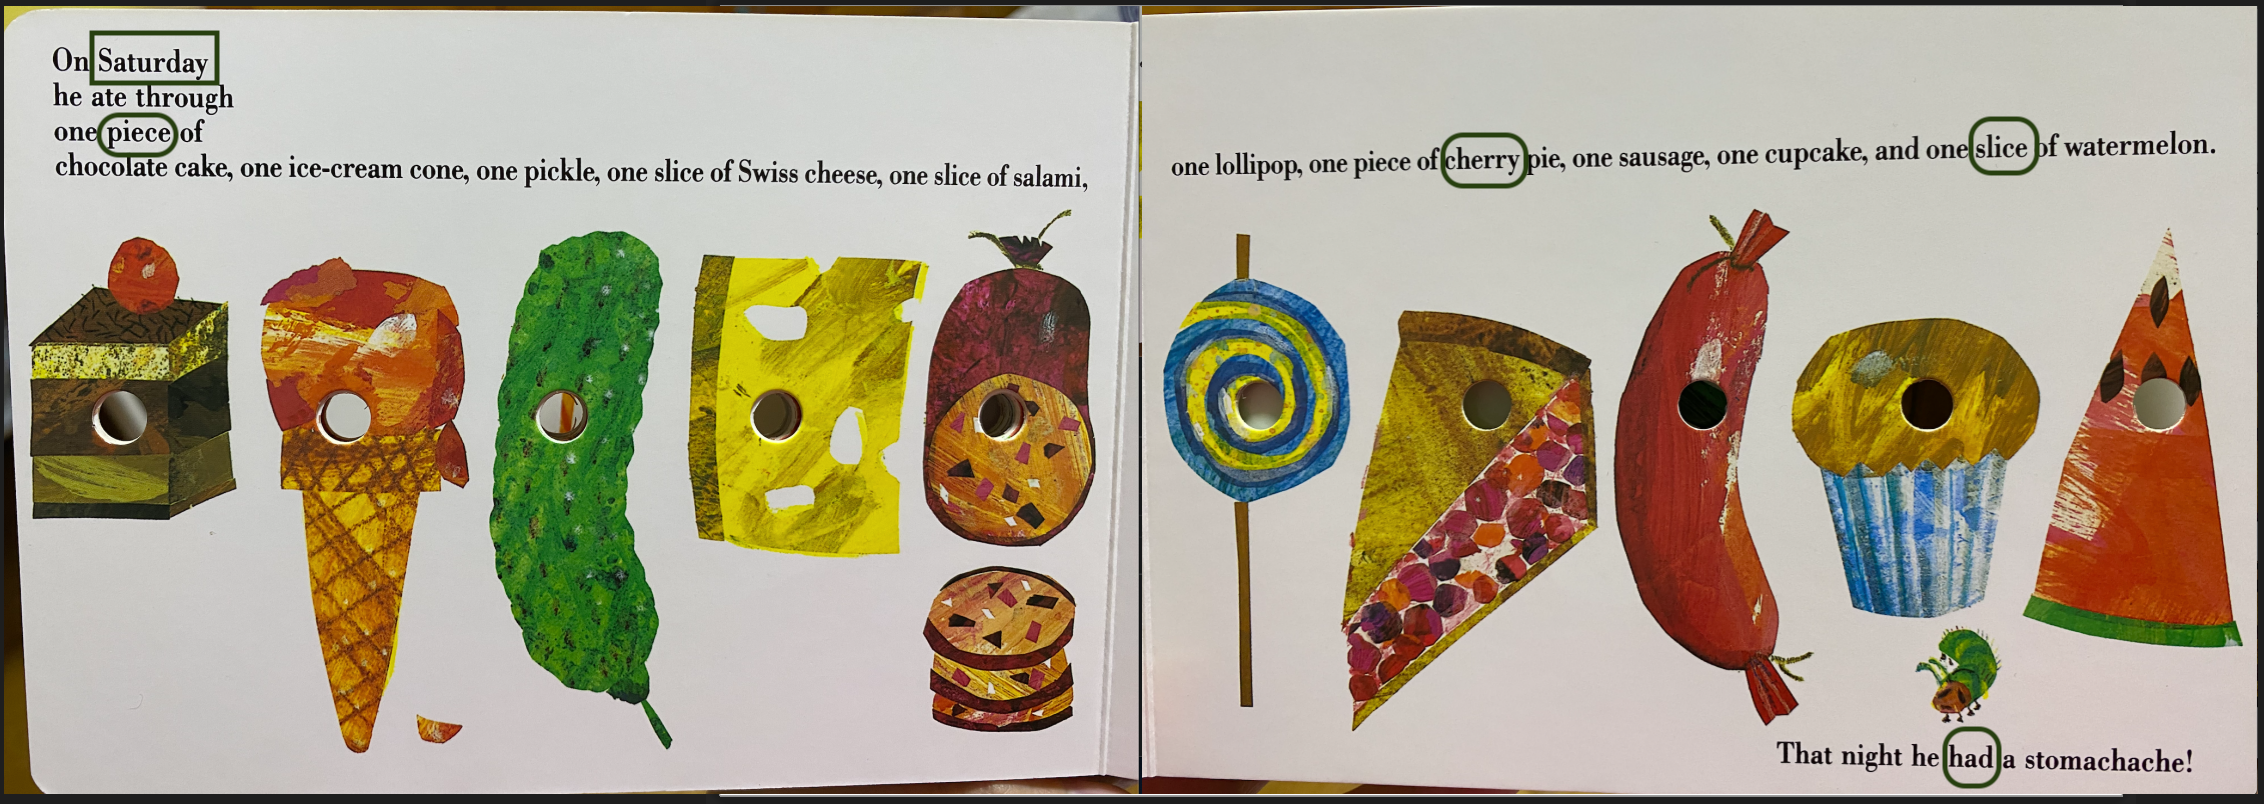 On Saturday
he ate through
one piece of
chocolate cake, one ice-cream cone, one pickle, one slice of Swiss cheese, one slice of salami,
one lollipop, one piece of cherry pie, one sausage, one cupcake, and one slice of watermelon.
That night he had a stomachache!